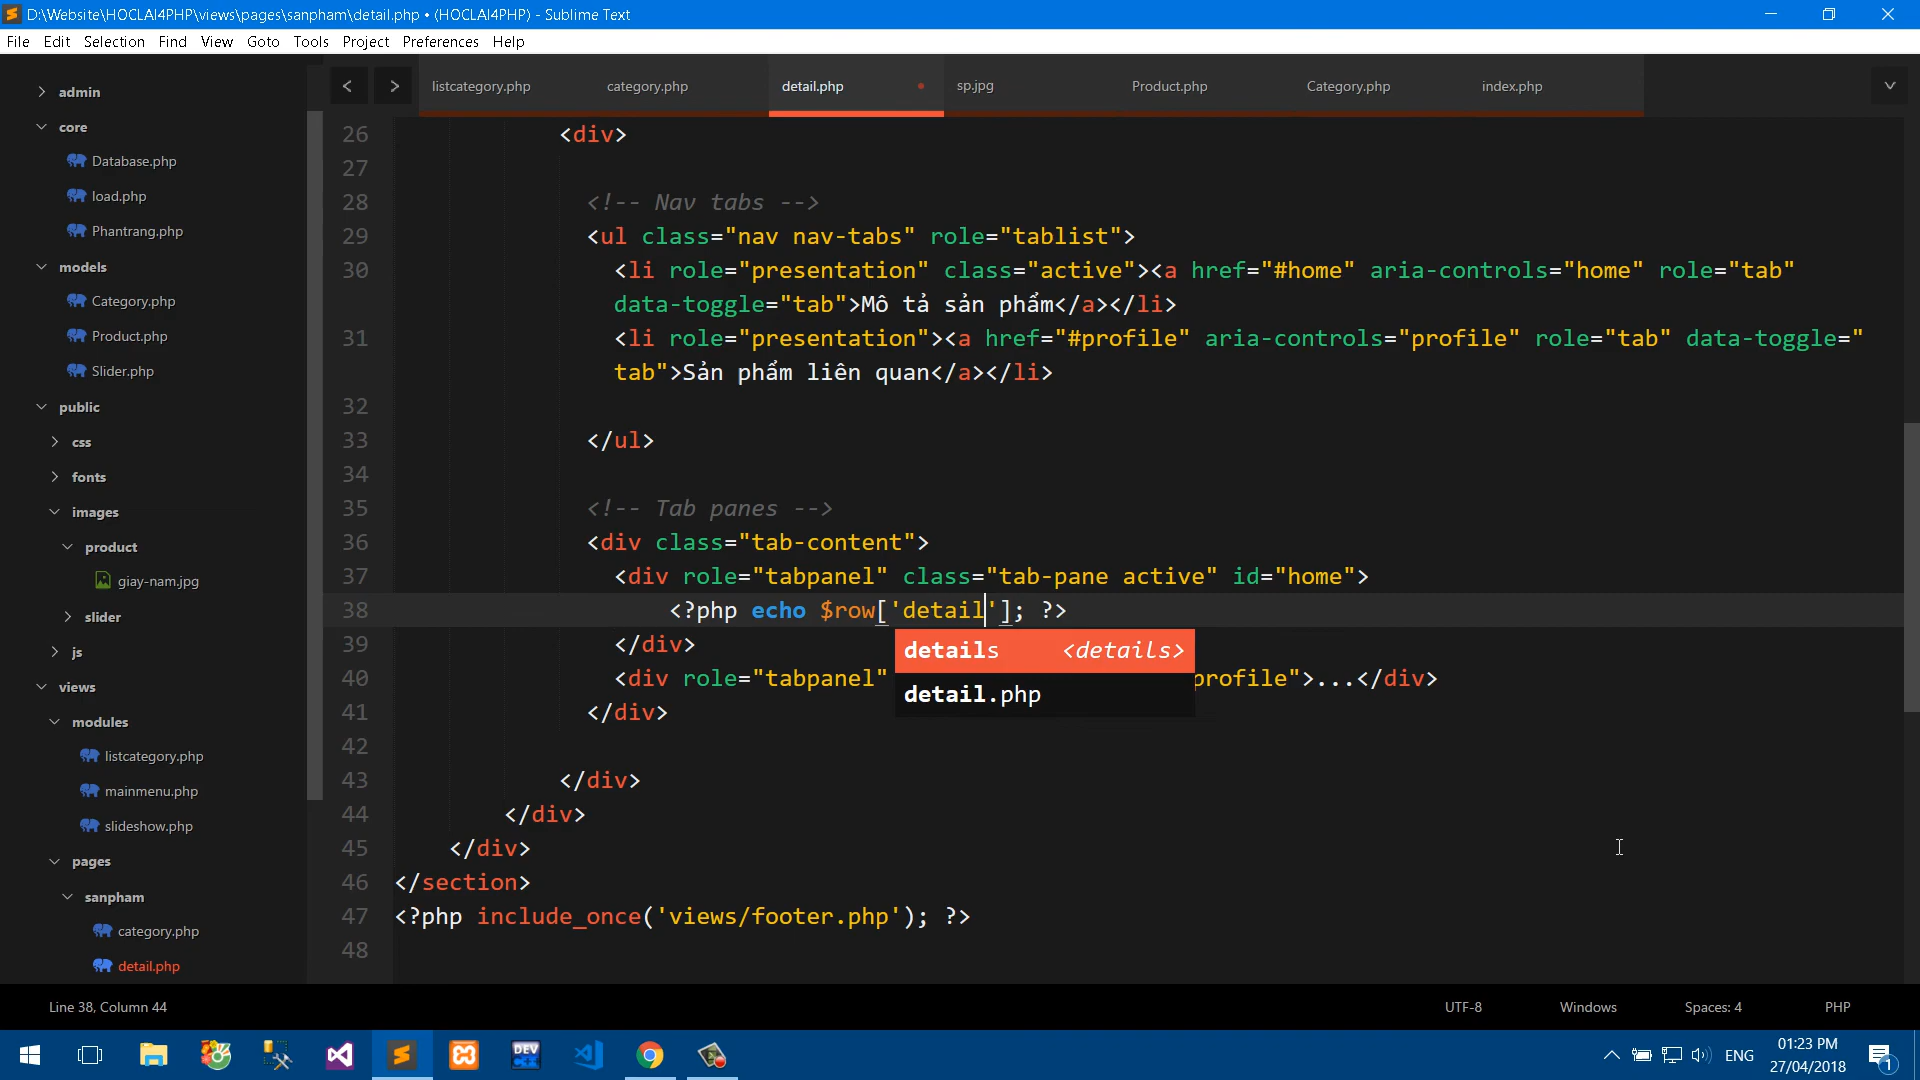 D:\Website\HOCLAI4PHP\views\pages\sanpham\detail.php • (HOCLAI4PHP) - Sublime Text
File Edit Selection Find View Goto Tools Project Preferences Help
admin
core
Database.php
load.php
Phantrang.php
models
Category.php
Product.php
Slider.php
public
css
fonts
images
product
giay-nam.jpg
slider
js
views
modules
listcategory.php
mainmenu.php
slideshow.php
pages
sanpham
category.php
detail.php
listcategory.php category.php detail.php sp.jpg Product.php Category.php index.php
26 <div>
27
28 <!-- Nav tabs -->
29 <ul class="nav nav-tabs" role="tablist">
30 <li role="presentation" class="active"><a href="#home" aria-controls="home" role="tab"
data-toggle="tab">Mô tả sản phẩm</a></li>
31 <li role="presentation"><a href="#profile" aria-controls="profile" role="tab" data-toggle="
tab">Sản phẩm liên quan</a></li>
32
33 </ul>
34
35 <!-- Tab panes -->
36 <div class="tab-content">
37 <div role="tabpanel" class="tab-pane active" id="home">
38 <?php echo $row['detail']; ?>
39 </div>
details <details>
40 <div role="tabpanel" profile">...</div>
detail.php
41 </div>
42
43 </div>
44 </div>
45 </div>
46 </section>
47 <?php include_once('views/footer.php'); ?>
48
Line 38, Column 44 UTF-8 Windows Spaces: 4 PHP
DEV
C++
ENG
01:23 PM
27/04/2018
1